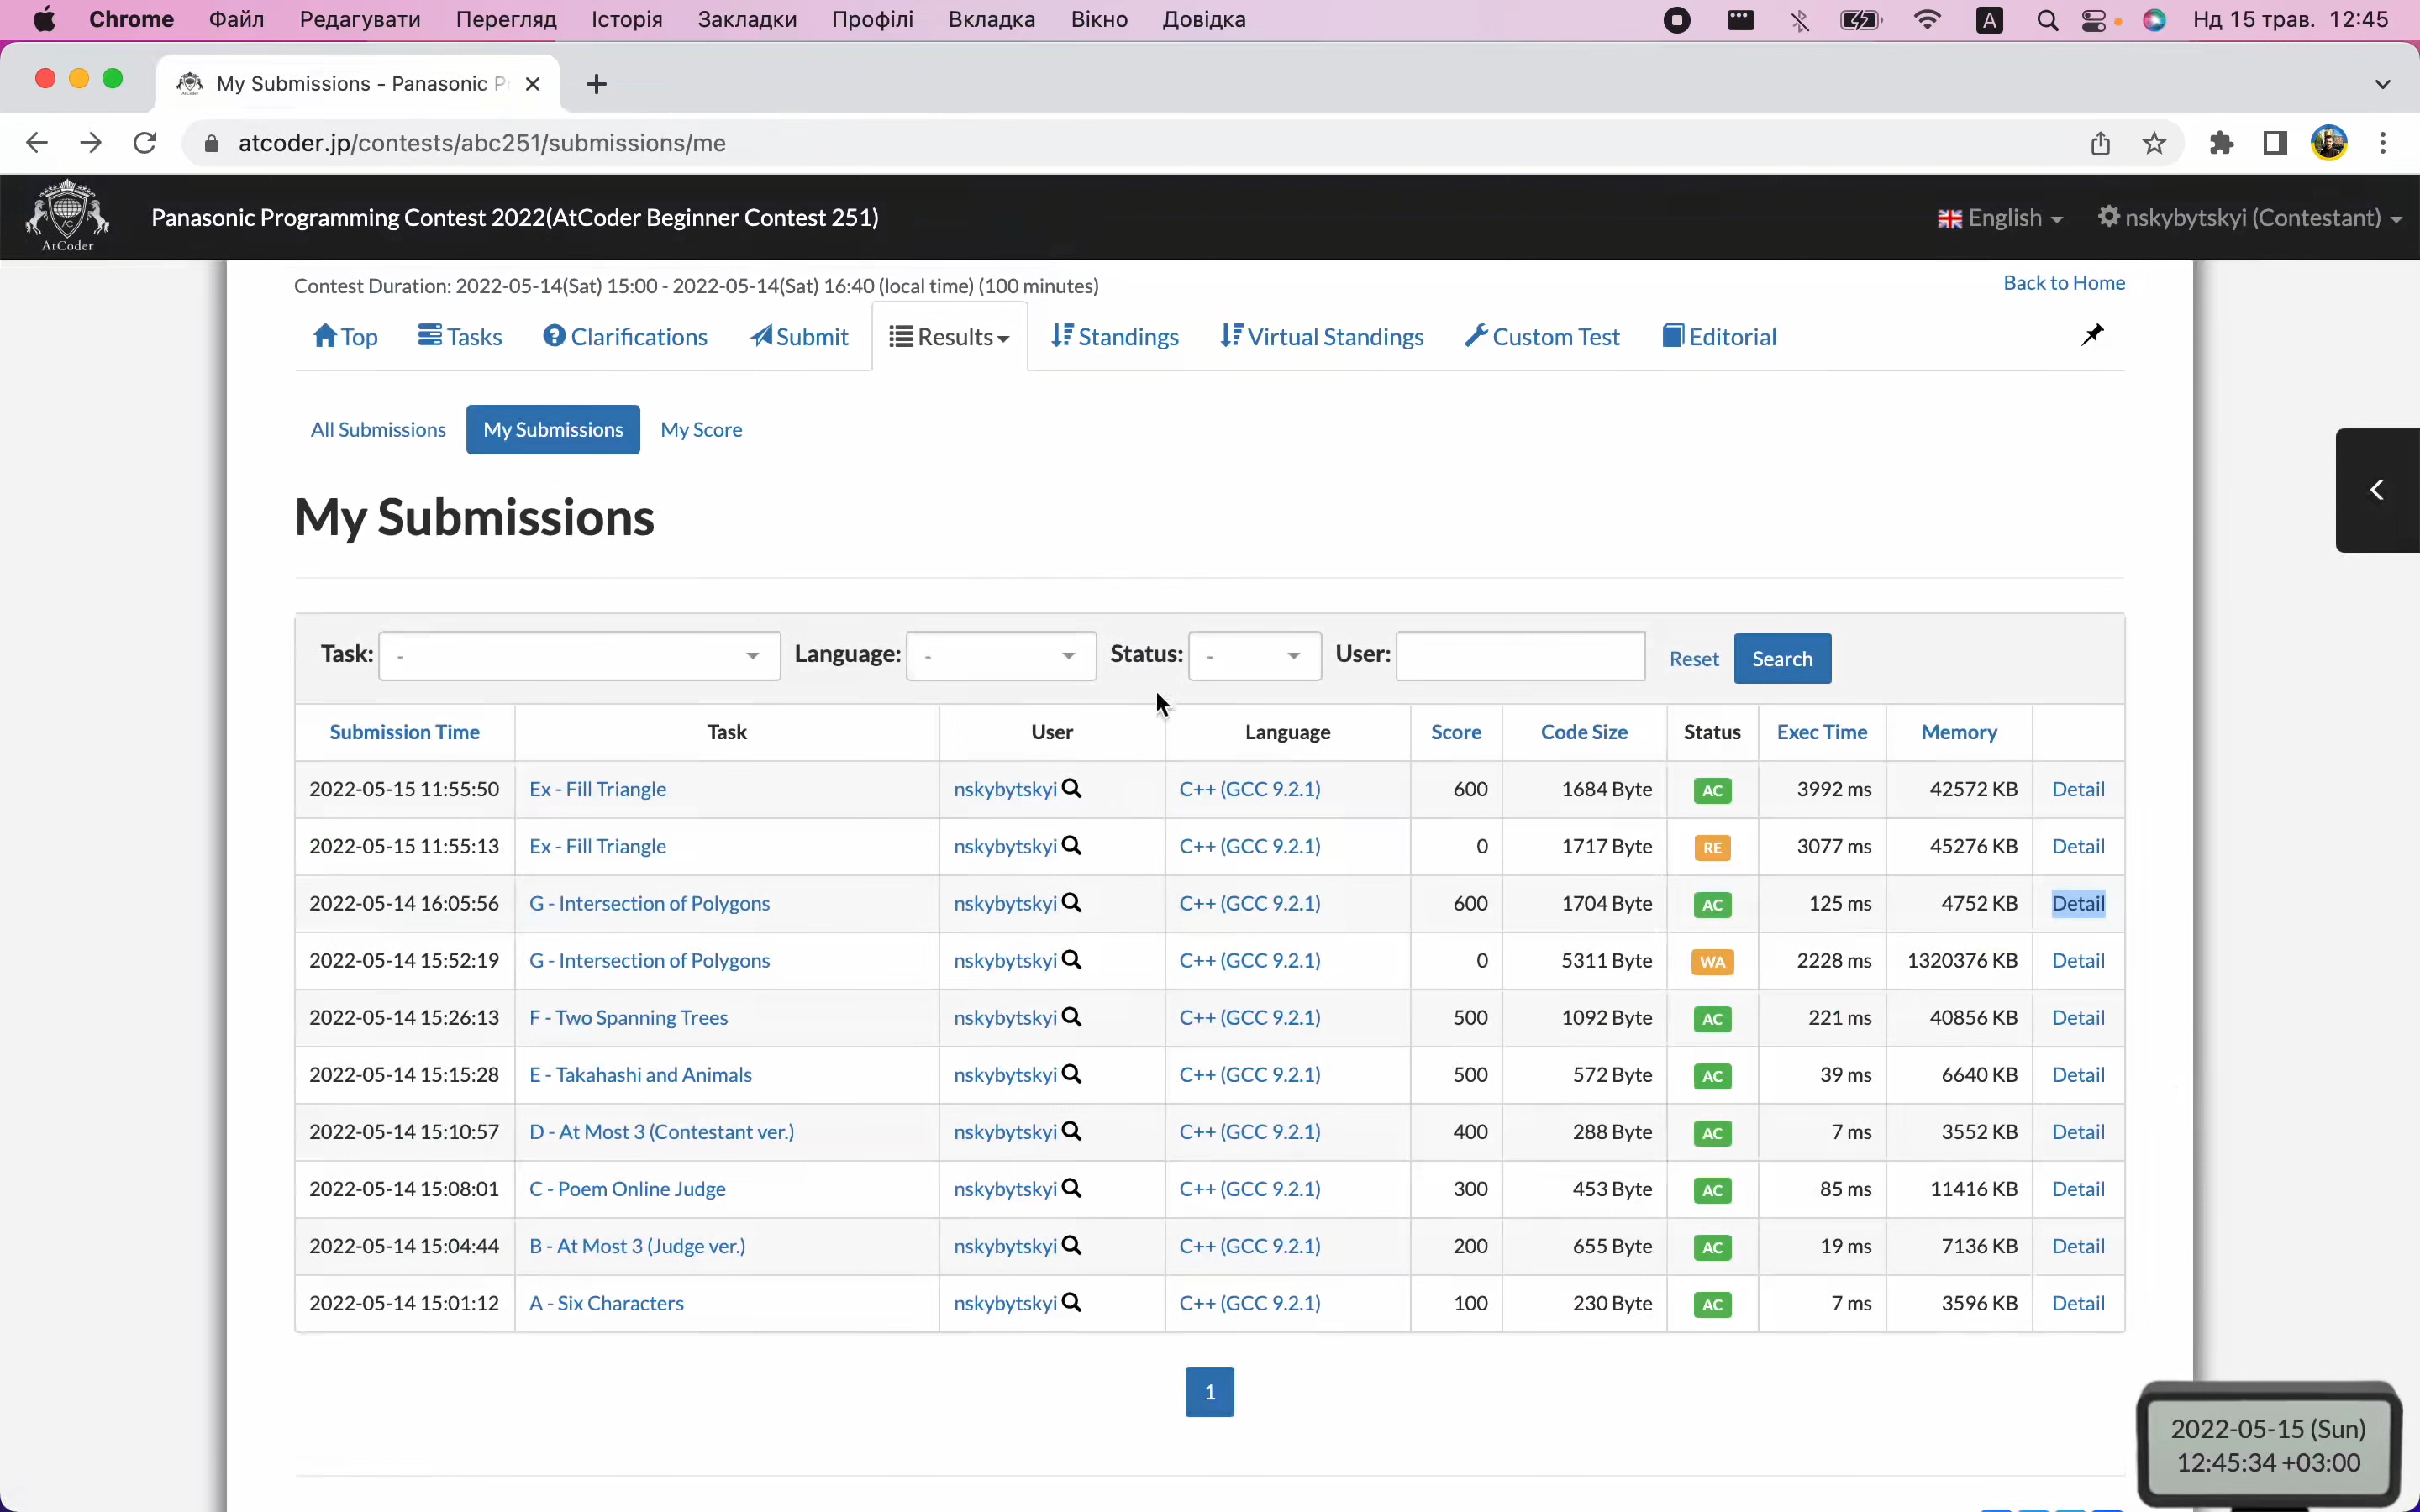 Chrome Файл Редагувати Перегляд Історія Закладки Профілі Вкладка Вікно Довідка A Нд 15 трав. 12:45
My Submissions - Panasonic P
atcoder.jp/contests/abc251/submissions/me
AtCoder Panasonic Programming Contest 2022(AtCoder Beginner Contest 251) English nskybytskyi (Contestant)
Contest Duration: 2022-05-14(Sat) 15:00 - 2022-05-14(Sat) 16:40 (local time) (100 minutes) Back to Home
Top Tasks Clarifications Submit Results Standings Virtual Standings Custom Test Editorial
All Submissions My Submissions My Score
My Submissions
Task: - Language: - Status: - User: Reset Search
Submission Time Task User Language Score Code Size Status Exec Time Memory
2022-05-15 11:55:50 Ex - Fill Triangle nskybytskyi C++ (GCC 9.2.1) 600 1684 Byte AC 3992 ms 42572 KB Detail
2022-05-15 11:55:13 Ex - Fill Triangle nskybytskyi C++ (GCC 9.2.1) 0 1717 Byte RE 3077 ms 45276 KB Detail
2022-05-14 16:05:56 G - Intersection of Polygons nskybytskyi C++ (GCC 9.2.1) 600 1704 Byte AC 125 ms 4752 KB Detail
2022-05-14 15:52:19 G - Intersection of Polygons nskybytskyi C++ (GCC 9.2.1) 0 5311 Byte WA 2228 ms 1320376 KB Detail
2022-05-14 15:26:13 F - Two Spanning Trees nskybytskyi C++ (GCC 9.2.1) 500 1092 Byte AC 221 ms 40856 KB Detail
2022-05-14 15:15:28 E - Takahashi and Animals nskybytskyi C++ (GCC 9.2.1) 500 572 Byte AC 39 ms 6640 KB Detail
2022-05-14 15:10:57 D - At Most 3 (Contestant ver.) nskybytskyi C++ (GCC 9.2.1) 400 288 Byte AC 7 ms 3552 KB Detail
2022-05-14 15:08:01 C - Poem Online Judge nskybytskyi C++ (GCC 9.2.1) 300 453 Byte AC 85 ms 11416 KB Detail
2022-05-14 15:04:44 B - At Most 3 (Judge ver.) nskybytskyi C++ (GCC 9.2.1) 200 655 Byte AC 19 ms 7136 KB Detail
2022-05-14 15:01:12 A - Six Characters nskybytskyi C++ (GCC 9.2.1) 100 230 Byte AC 7 ms 3596 KB Detail
1
2022-05-15 (Sun)
12:45:34 +03:00